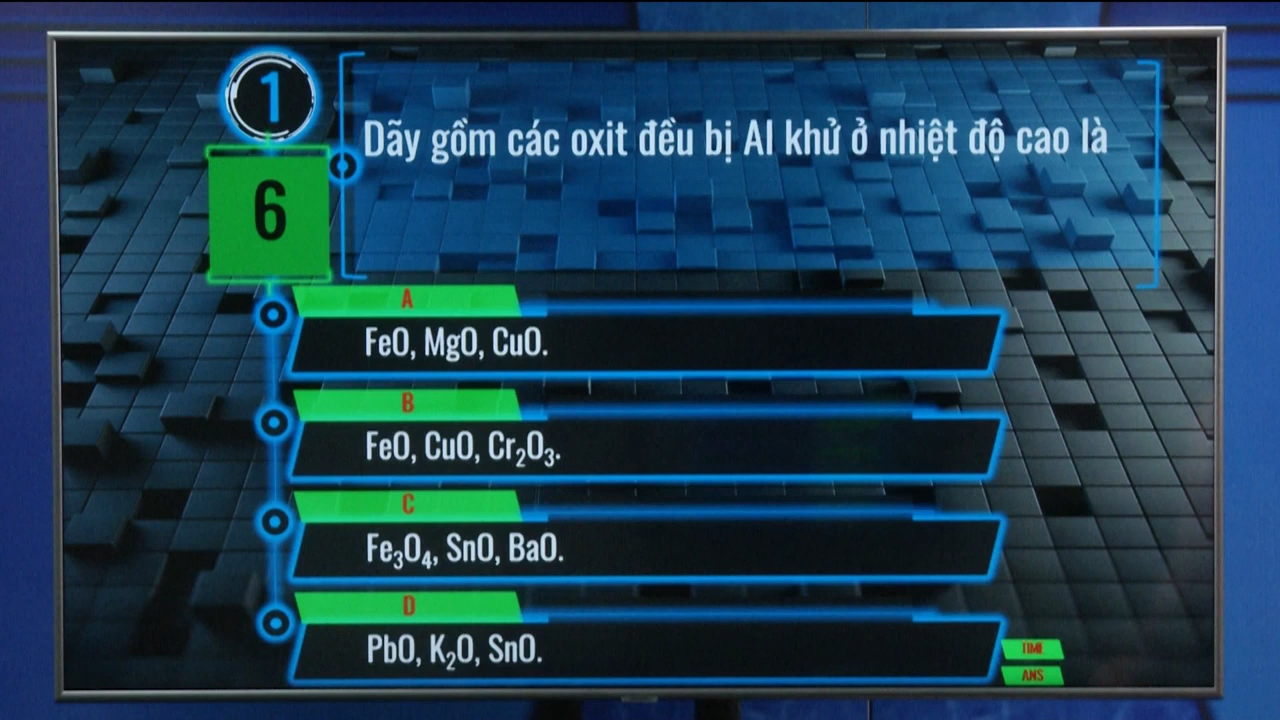 1
6
Dãy gồm các oxit đều bị Al khử ở nhiệt độ cao là
A
FeO, MgO, CuO.
B
FeO, CuO, Cr₂O₃.
C
Fe₃O₄, SnO, BaO.
D
PbO, K₂O, SnO.
TIME
ANS